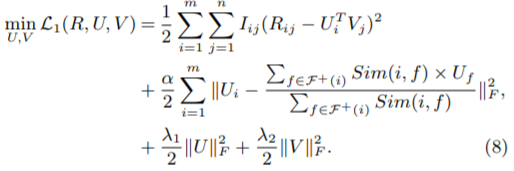 \min_{U,V} \mathcal{L}_1(R, U, V) = \frac{1}{2} \sum_{i=1}^{m} \sum_{j=1}^{n} I_{ij} (R_{ij} - U_i^T V_j)^2
+ \frac{\alpha}{2} \sum_{i=1}^{m} \| U_i - \frac{\sum_{f \in \mathcal{F}^+(i)} Sim(i, f) \times U_f}{\sum_{f \in \mathcal{F}^+(i)} Sim(i, f)} \|_F^2,
+ \frac{\lambda_1}{2} \| U \|_F^2 + \frac{\lambda_2}{2} \| V \|_F^2. (8)